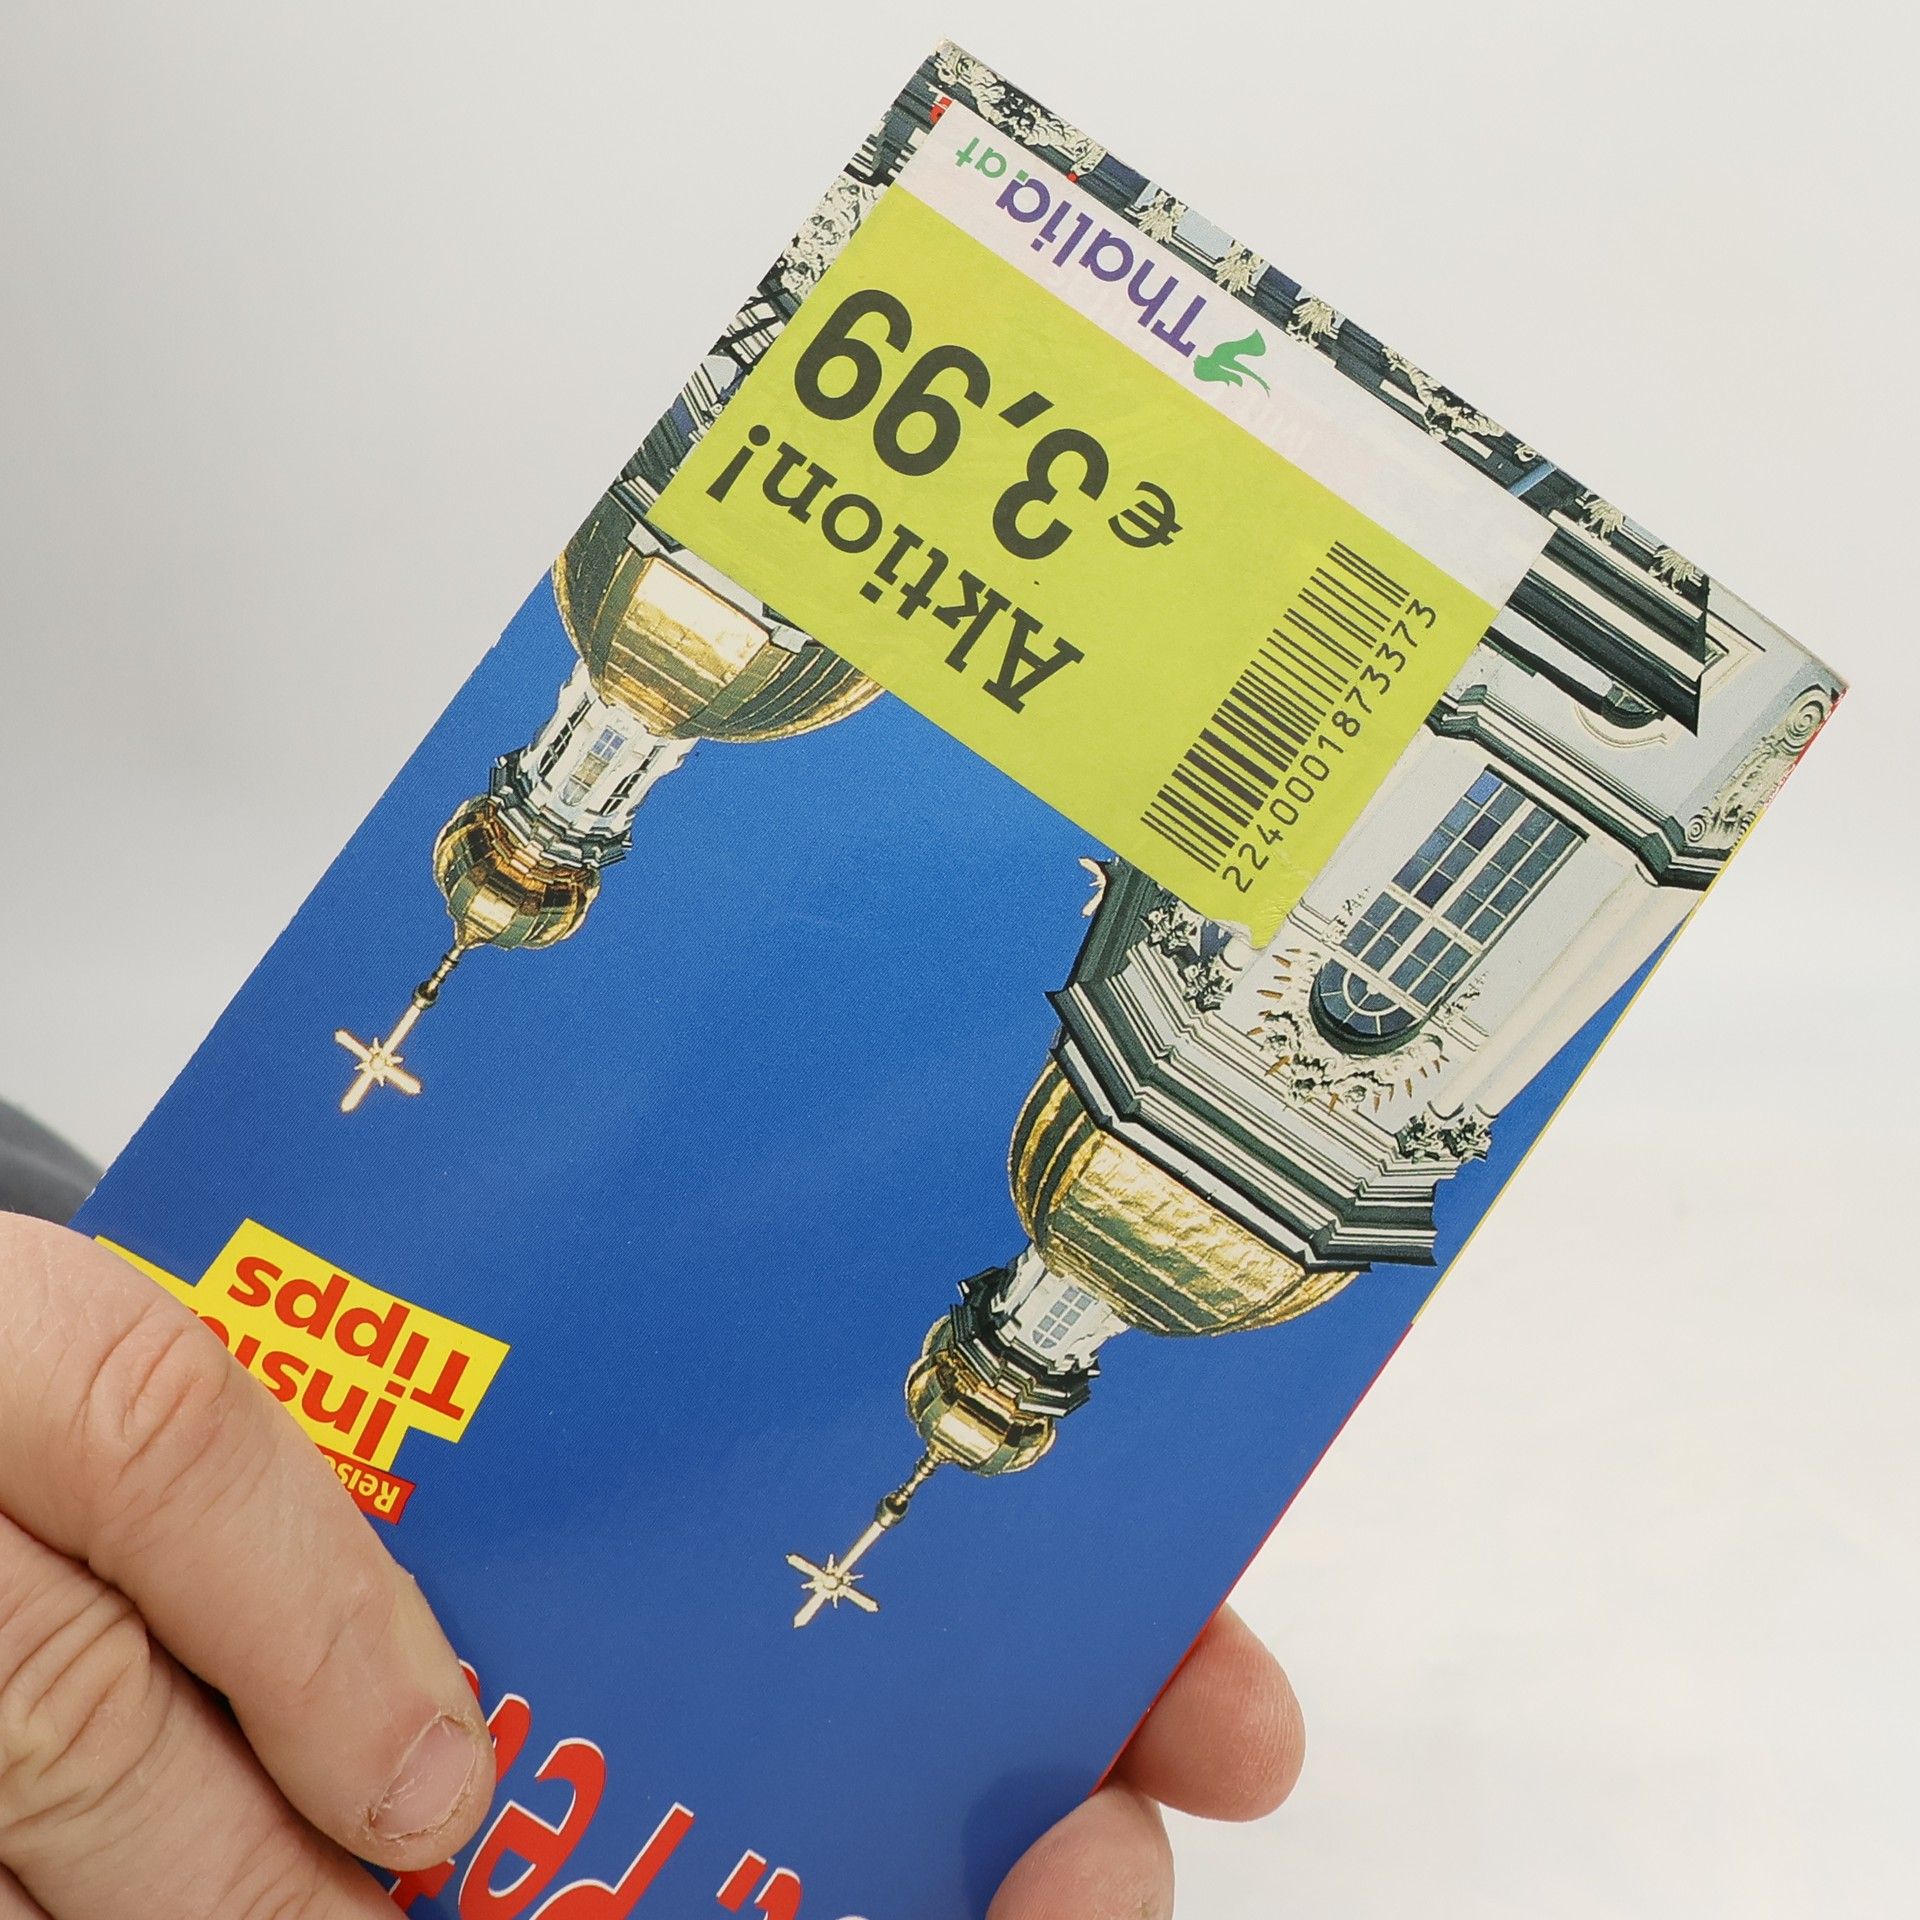 Tipps
2240001873373
Aktion!
€ 3,99
Thalia.at